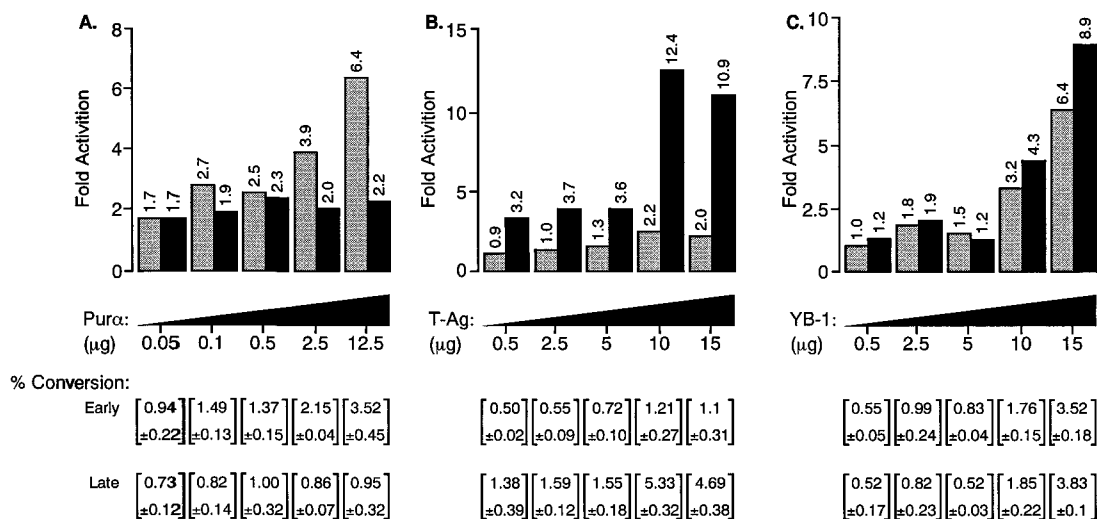 A.
8
6
4
2
0
Fold Activition
1.7 1.7 2.7 1.9 2.5 2.3 3.9 2.0 6.4 2.2
Purα:
(μg) 0.05 0.1 0.5 2.5 12.5
B.
15
10
5
0
Fold Activition
0.9 3.2 1.0 3.7 1.3 3.6 2.2 12.4 2.0 10.9
T-Ag:
(μg) 0.5 2.5 5 10 15
C.
10
7.5
5
2.5
0
Fold Activition
1.0 1.2 1.8 1.9 1.5 1.2 3.2 4.3 6.4 8.9
YB-1:
(μg) 0.5 2.5 5 10 15
% Conversion:
Early 0.94 1.49 1.37 2.15 3.52 0.50 0.55 0.72 1.21 1.1 0.55 0.99 0.83 1.76 3.52
±0.22 ±0.13 ±0.15 ±0.04 ±0.45 ±0.02 ±0.09 ±0.10 ±0.27 ±0.31 ±0.05 ±0.24 ±0.04 ±0.15 ±0.18
Late 0.73 0.82 1.00 0.86 0.95 1.38 1.59 1.55 5.33 4.69 0.52 0.82 0.52 1.85 3.83
±0.12 ±0.14 ±0.32 ±0.07 ±0.32 ±0.39 ±0.12 ±0.18 ±0.32 ±0.38 ±0.17 ±0.23 ±0.03 ±0.22 ±0.1